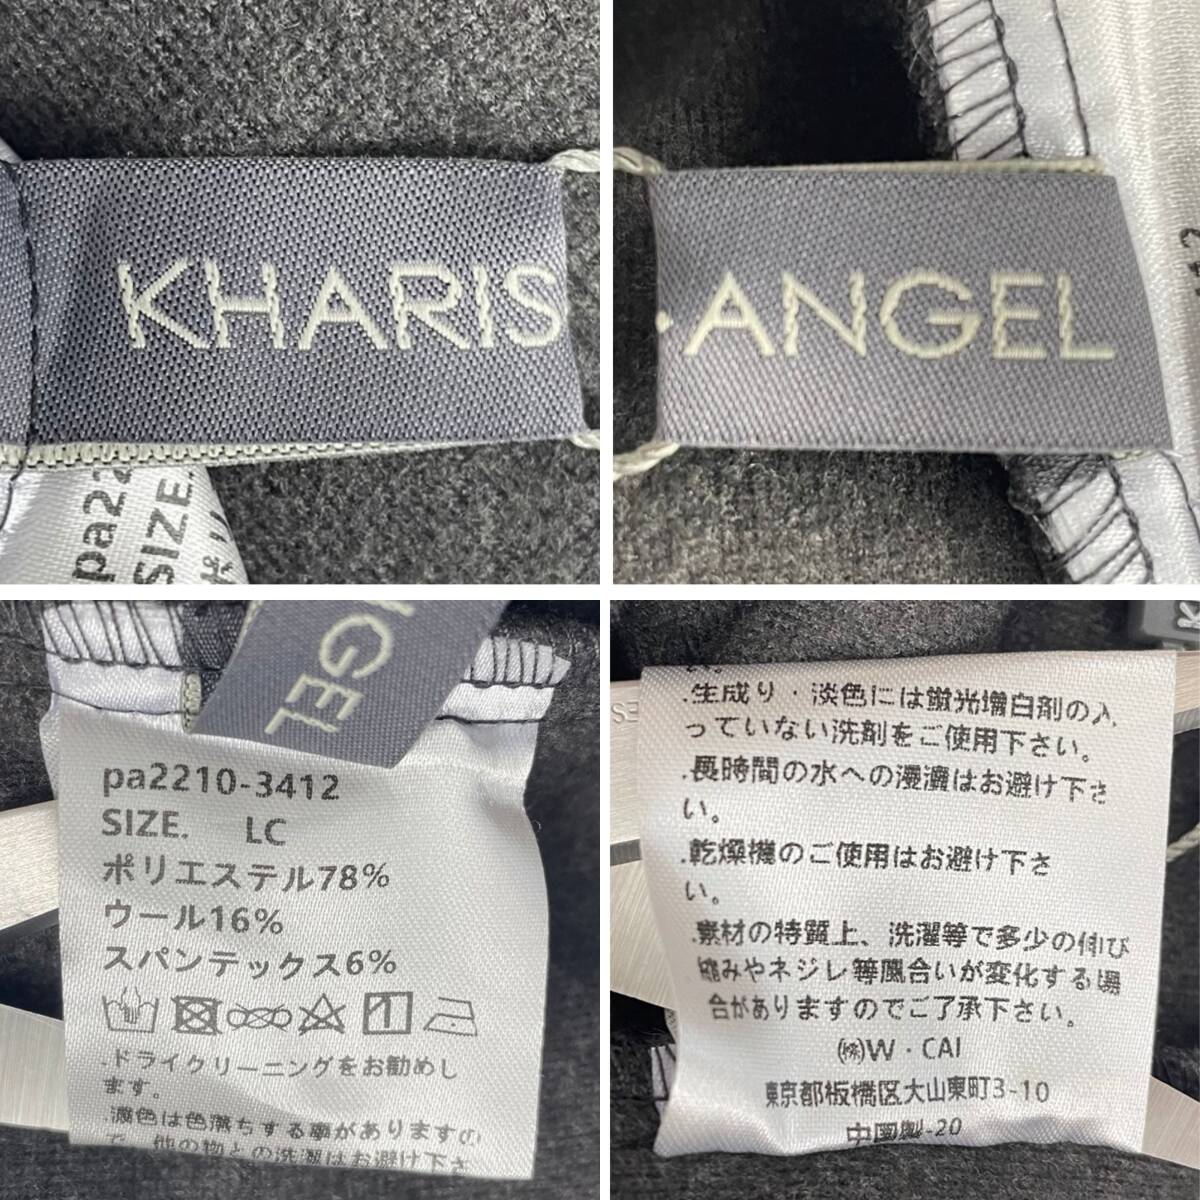 KHARIS
pa22
SIZE.
· ANGEL
NGEL
pa2210-3412
SIZE. LC
ポリエステル78%
ウール16%
スパンテックス6%
.ドライクリーニングをお勧めし
ます。
.濃色は色落ちする事がありますの
で、他の物との洗濯はお避け下さ
.生成り・淡色には蛍光増白剤の入
っていない洗剤をご使用下さい。
.長時間の水への浸漬はお避け下さ
い。
.乾燥機のご使用はお避け下さ
い。
.素材の特質上、洗濯等で多少の伸び
縮みやネジレ等風合いが変化する場
合がありますのでご了承下さい。
㈱W・CAI
東京都板橋区大山東町3-10
中国製-20